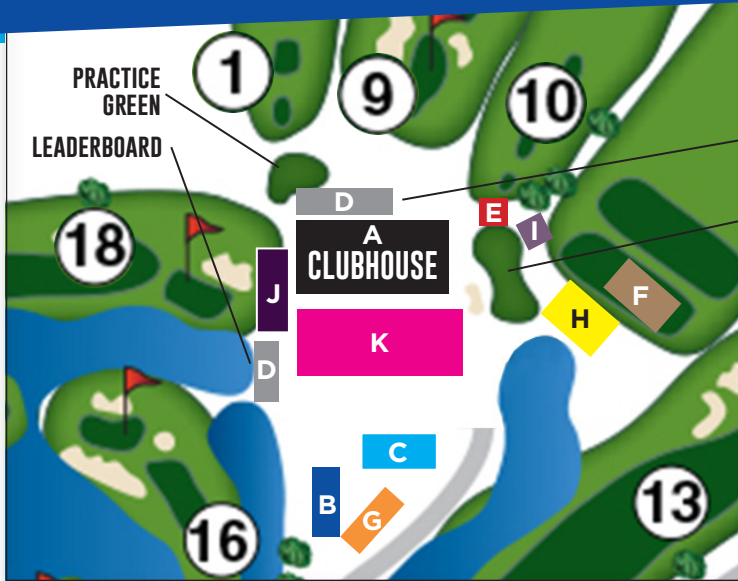 1
9
10
PRACTICE
GREEN
LEADERBOARD
D
E
A
CLUBHOUSE
I
18
J
F
H
K
D
C
B
G
13
16